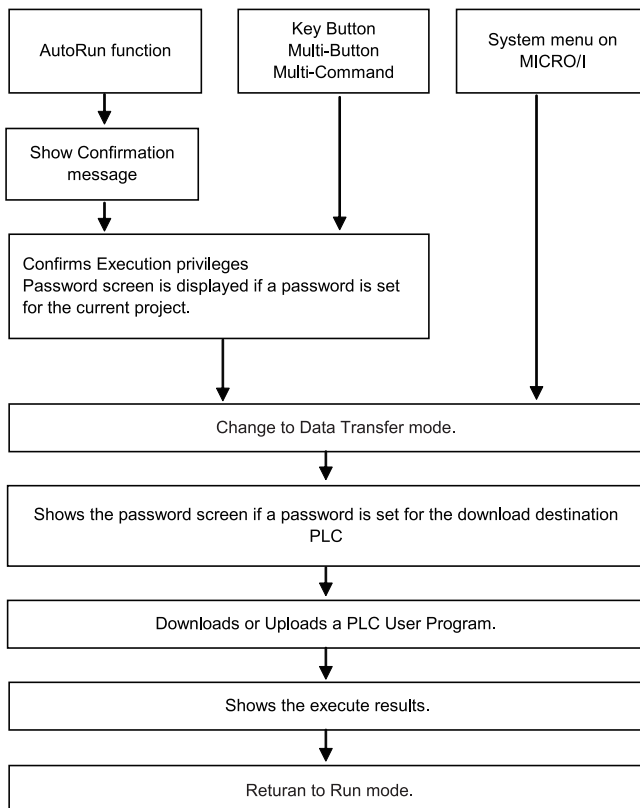 AutoRun function
Key Button
Multi-Button
Multi-Command
System menu on
MICRO/I
Show Confirmation
message
Confirms Execution privileges
Password screen is displayed if a password is set
for the current project.
Change to Data Transfer mode.
Shows the password screen if a password is set for the download destination
PLC
Downloads or Uploads a PLC User Program.
Shows the execute results.
Returan to Run mode.